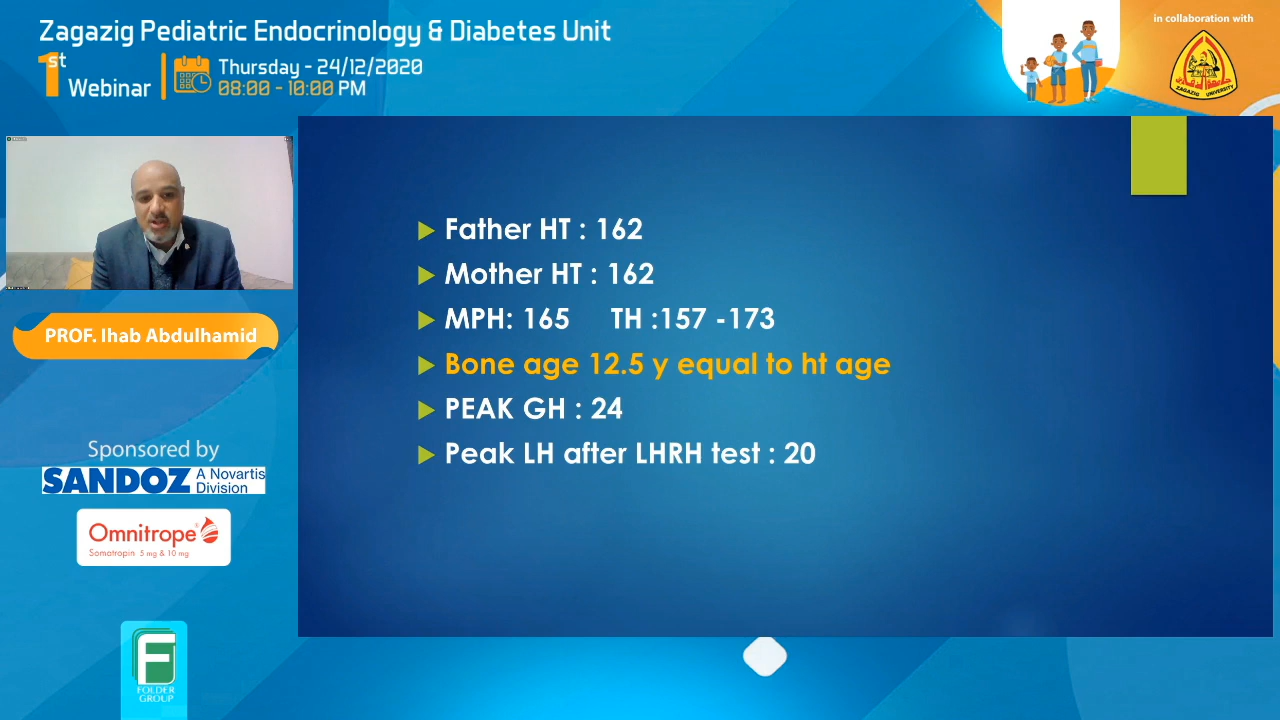 Zagazig Pediatric Endocrinology & Diabetes Unit
1st Webinar
Thursday - 24/12/2020
08:00 - 10:00 PM
in collaboration with
ZAGAZIG UNIVERSITY
Father HT : 162
Mother HT : 162
MPH: 165 TH :157 -173
Bone age 12.5 y equal to ht age
PEAK GH : 24
Peak LH after LHRH test : 20
PROF. Ihab Abdulhamid
Sponsored by
SANDOZ A Novartis
Division
Omnitrope®
Somatropin 5 mg & 10 mg
F
FOLDER
GROUP